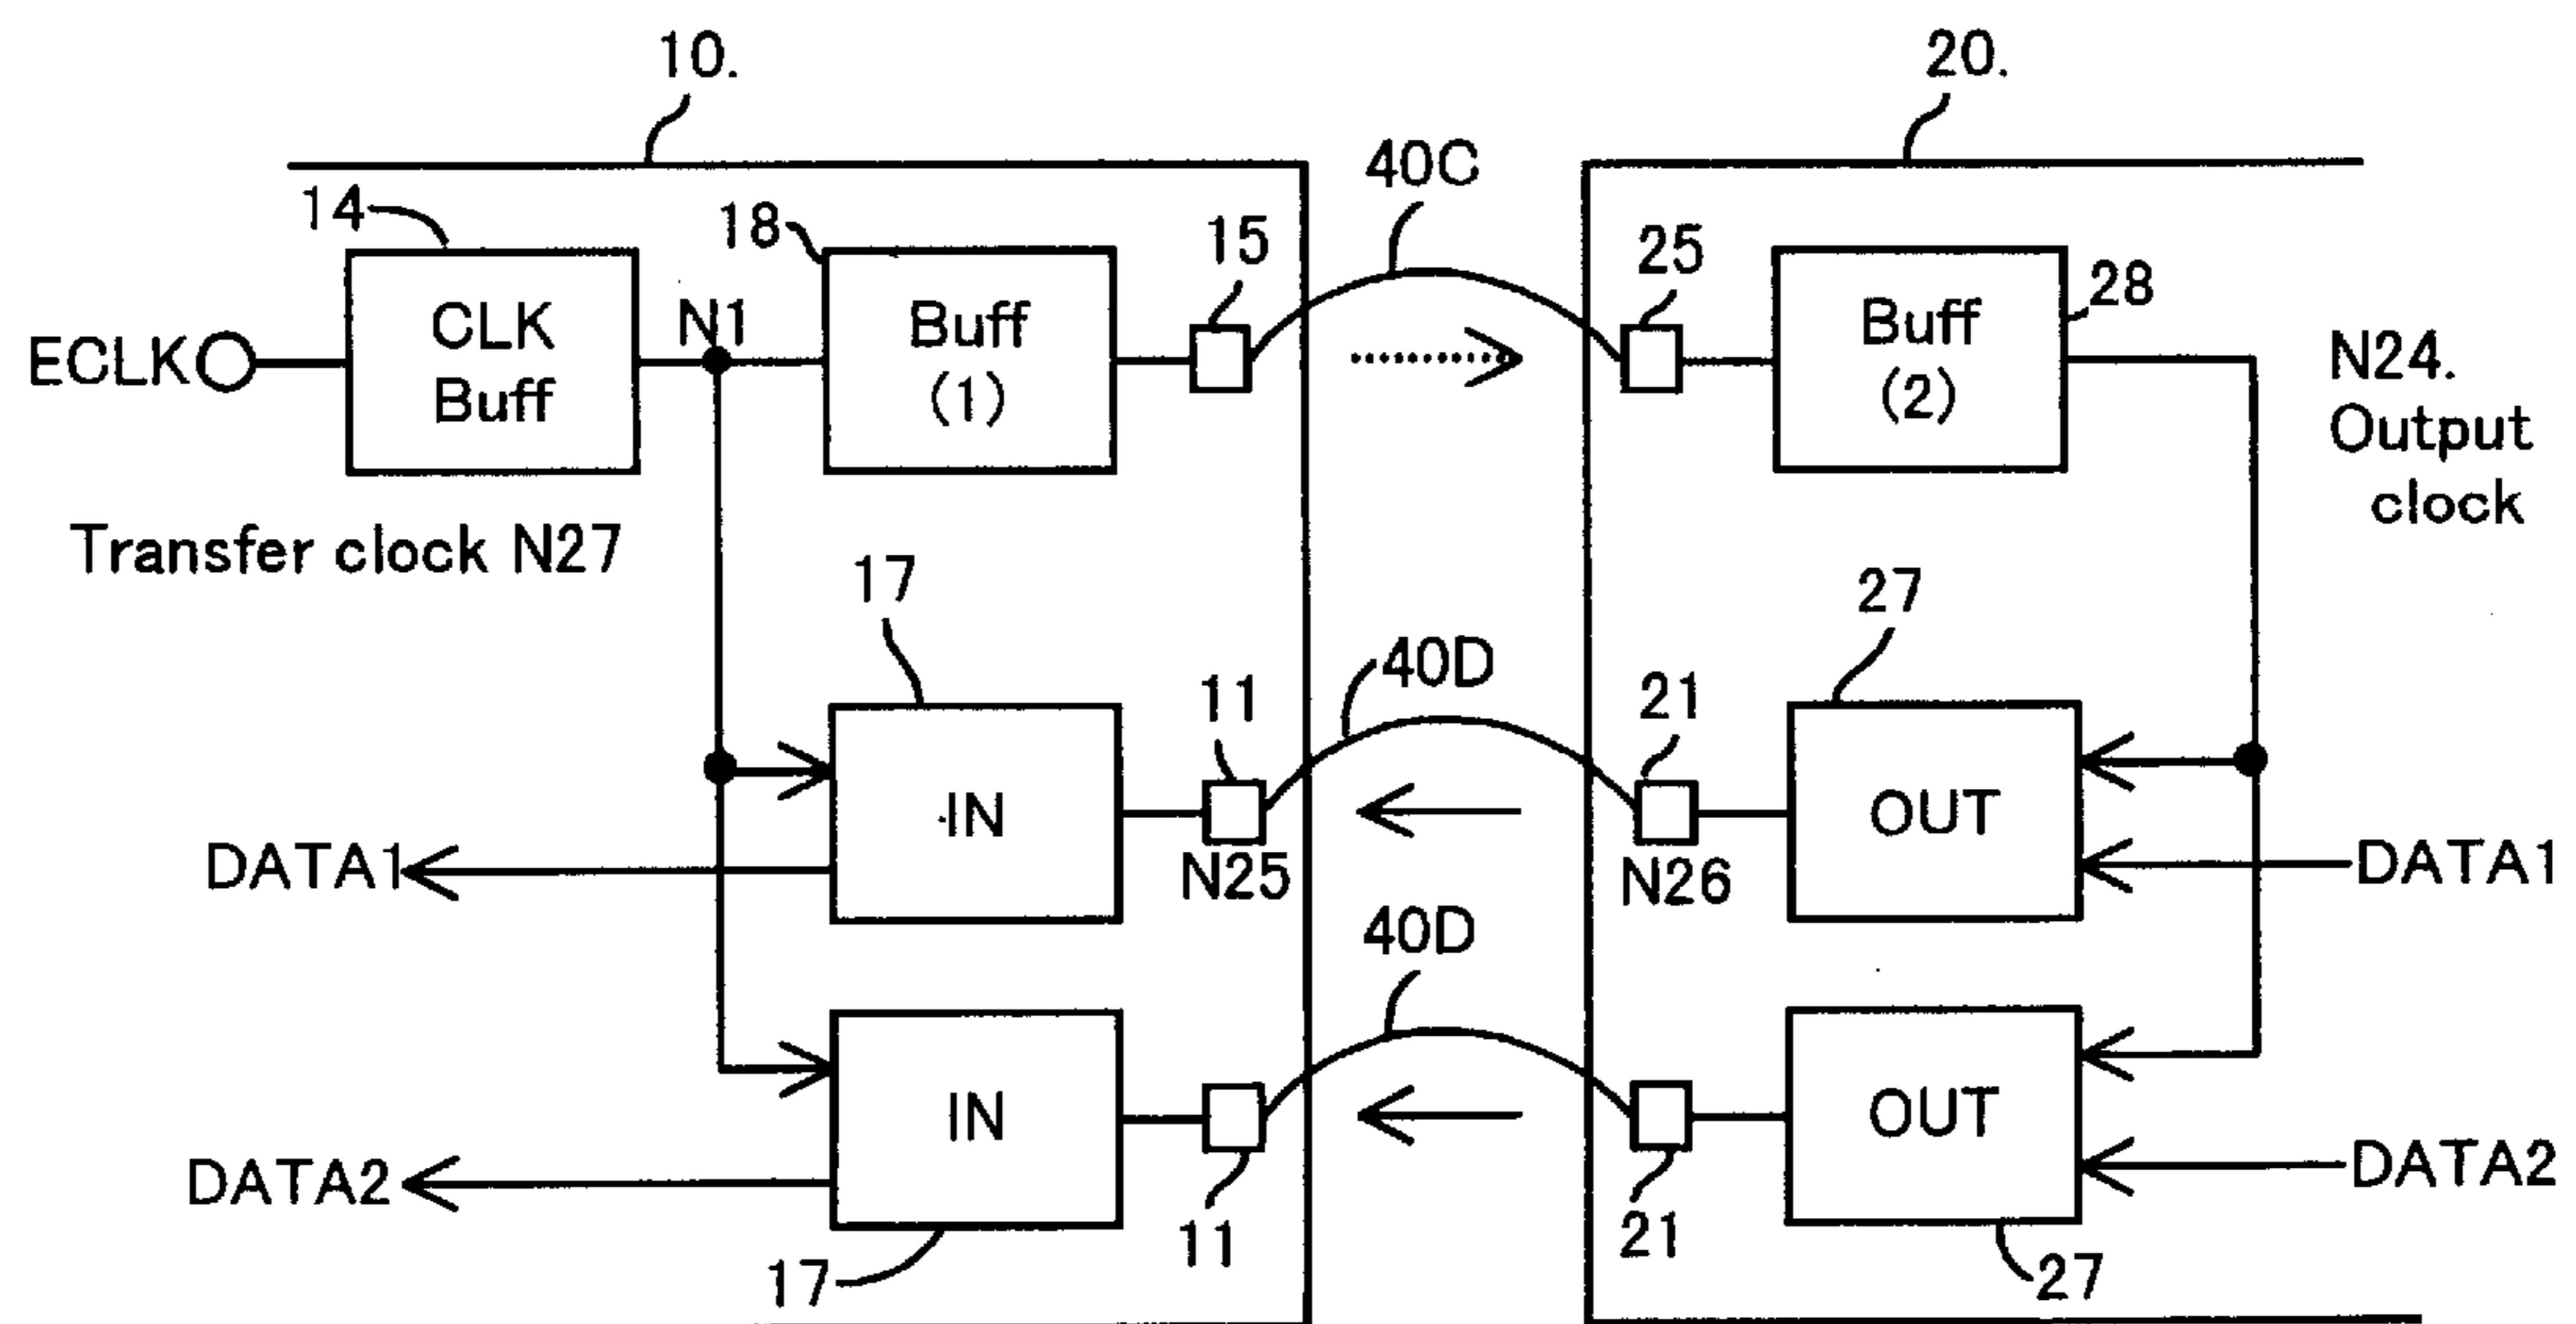 10.
20.
40C
14
18
15
25
28
ECLK
CLK
Buff
N1
Buff
(1)
Buff
(2)
N24.
Output
clock
Transfer clock N27
17
27
40D
11
21
IN
OUT
DATA1
N25
N26
DATA1
40D
IN
OUT
DATA2
DATA2
11
21
17
27